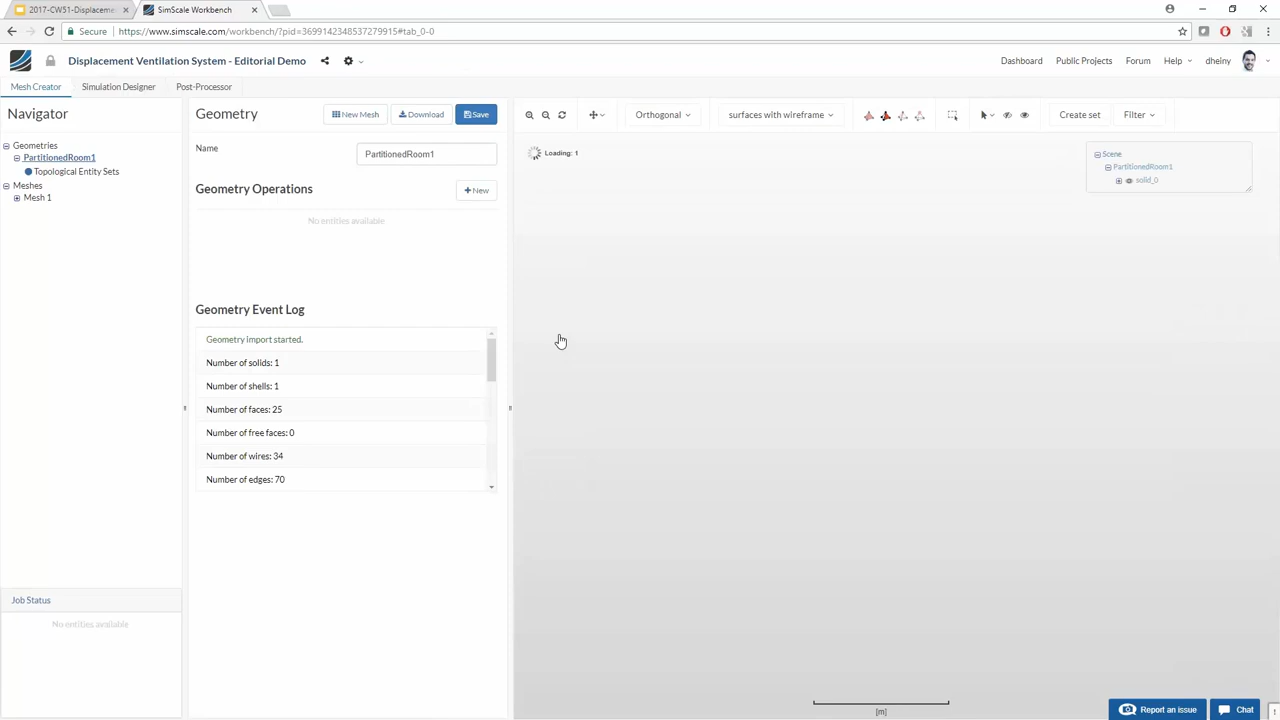 2017-CW51-Displaceme
SimScale Workbench
Secure
https://www.simscale.com/workbench/?pid=3699142348537279915#tab_0-0
Displacement Ventilation System - Editorial Demo
Dashboard
Public Projects
Forum
Help
dheiny
Mesh Creator
Simulation Designer
Post-Processor
Navigator
Geometries
PartitionedRoom1
Topological Entity Sets
Meshes
Mesh 1
Job Status
No entities available
Geometry
New Mesh
Download
Save
Name
PartitionedRoom1
Geometry Operations
New
No entities available
Geometry Event Log
Geometry import started.
Number of solids: 1
Number of shells: 1
Number of faces: 25
Number of free faces: 0
Number of wires: 34
Number of edges: 70
Orthogonal
surfaces with wireframe
Create set
Filter
Loading: 1
Scene
PartitionedRoom1
solid_0
[m]
Report an issue
Chat